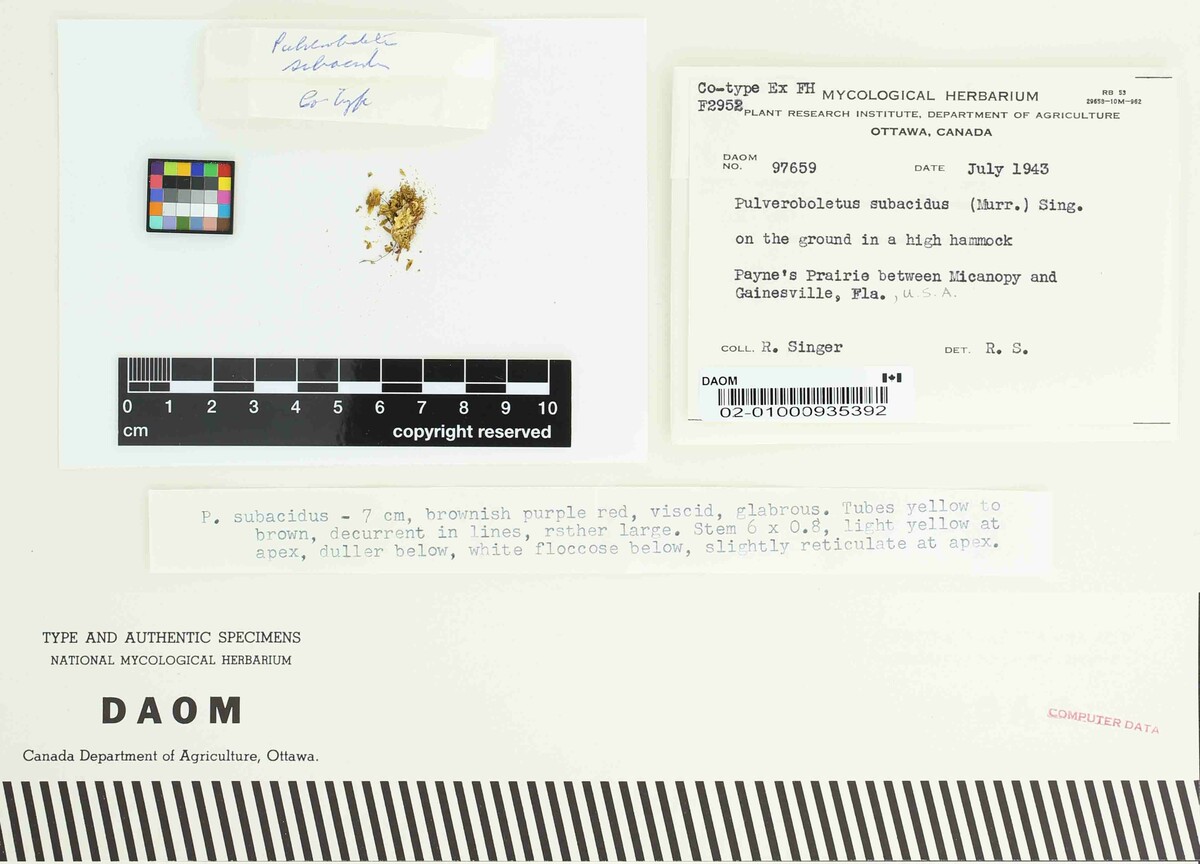 Pulveroboletus
subacidus
Co-type
0 1 2 3 4 5 6 7 8 9 10
cm copyright reserved
Co-type Ex FH
F2952
MYCOLOGICAL HERBARIUM
RB 53
29658-10M-962
PLANT RESEARCH INSTITUTE, DEPARTMENT OF AGRICULTURE
OTTAWA, CANADA
DAOM
NO. 97659 DATE July 1943
Pulveroboletus subacidus (Murr.) Sing.
on the ground in a high hammock
Payne's Prairie between Micanopy and
Gainesville, Fla., U.S.A.
COLL. R. Singer DET. R. S.
DAOM
02-01000935392
P. subacidus - 7 cm, brownish purple red, viscid, glabrous. Tubes yellow to
brown, decurrent in lines, rsther large. Stem 6 x 0.8, light yellow at
apex, duller below, white floccose below, slightly reticulate at apex.
TYPE AND AUTHENTIC SPECIMENS
NATIONAL MYCOLOGICAL HERBARIUM
DAOM
Canada Department of Agriculture, Ottawa.
COMPUTER DATA